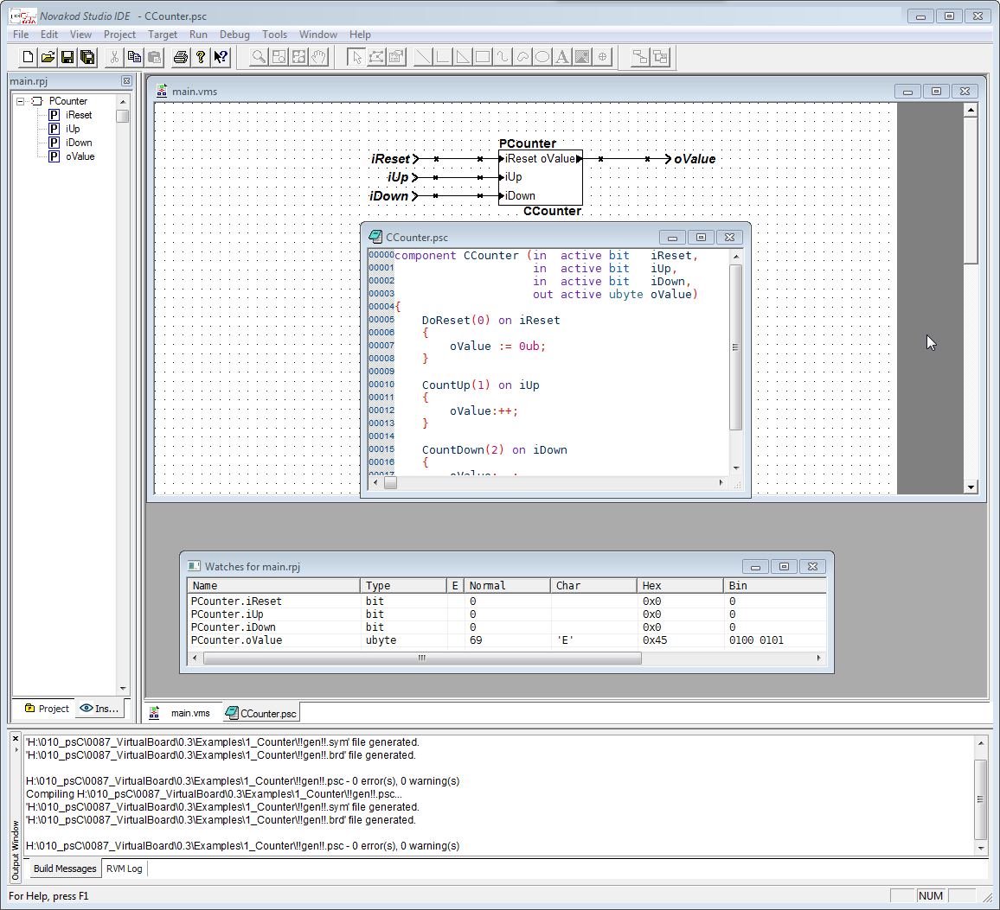 Novakod Studio IDE - CCounter.psc
File Edit View Project Target Run Debug Tools Window Help
main.rpj
PCounter
iReset
iUp
iDown
oValue
Project
Ins...
main.vms
PCounter
iReset
iReset oValue
oValue
iUp
iUp
iDown
iDown
CCounter
CCounter.psc
00000component CCounter (in active bit iReset,
00001 in active bit iUp,
00002 in active bit iDown,
00003 out active ubyte oValue)
00004{
00005 DoReset(0) on iReset
00006 {
00007 oValue := 0ub;
00008 }
00009
00010 CountUp(1) on iUp
00011 {
00012 oValue:++;
00013 }
00014
00015 CountDown(2) on iDown
00016 {
Watches for main.rpj
Name Type E Normal Char Hex Bin
PCounter.iReset bit 0 0x0 0
PCounter.iUp bit 0 0x0 0
PCounter.iDown bit 0 0x0 0
PCounter.oValue ubyte 69 'E' 0x45 0100 0101
main.vms CCounter.psc
'H:\010_psC\0087_VirtualBoard\0.3\Examples\1_Counter\!!gen!!.sym' file generated.
'H:\010_psC\0087_VirtualBoard\0.3\Examples\1_Counter\!!gen!!.brd' file generated.
H:\010_psC\0087_VirtualBoard\0.3\Examples\1_Counter\!!gen!!.psc - 0 error(s), 0 warning(s)
Compiling H:\010_psC\0087_VirtualBoard\0.3\Examples\1_Counter\!!gen!!.psc...
'H:\010_psC\0087_VirtualBoard\0.3\Examples\1_Counter\!!gen!!.sym' file generated.
'H:\010_psC\0087_VirtualBoard\0.3\Examples\1_Counter\!!gen!!.brd' file generated.
H:\010_psC\0087_VirtualBoard\0.3\Examples\1_Counter\!!gen!!.psc - 0 error(s), 0 warning(s)
Output Window
Build Messages RVM Log
For Help, press F1
NUM